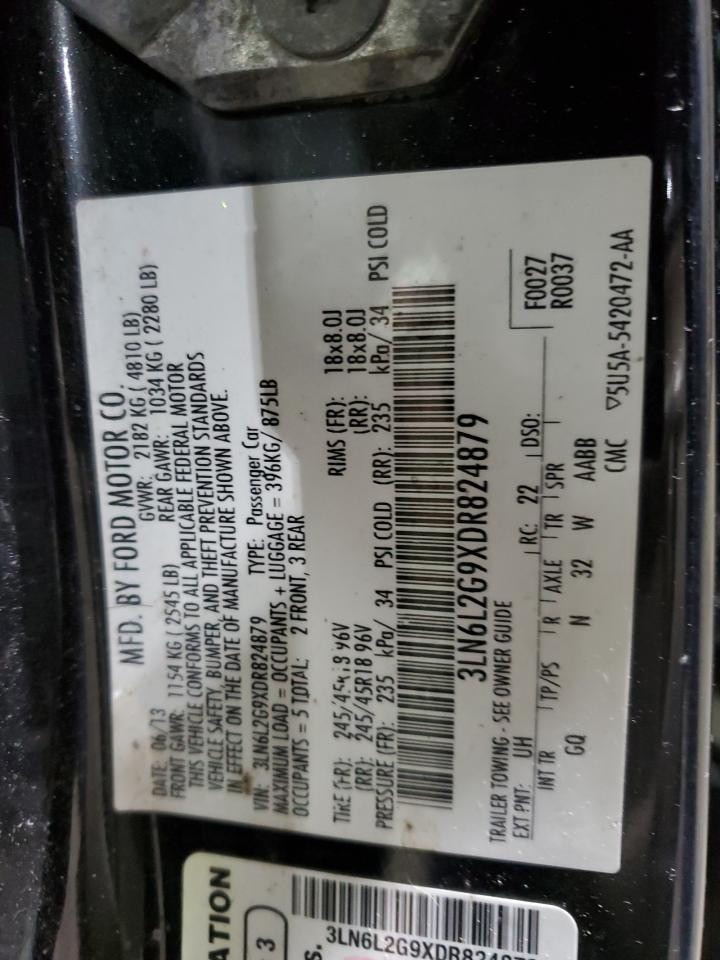 MFD. BY FORD MOTOR CO.
DATE: 06/13 GVWR: 2182 KG ( 4810 LB)
FRONT GAWR: 1154 KG ( 2545 LB) REAR GAWR: 1034 KG ( 2280 LB)
THIS VEHICLE CONFORMS TO ALL APPLICABLE FEDERAL MOTOR
VEHICLE SAFETY, BUMPER, AND THEFT PREVENTION STANDARDS
IN EFFECT ON THE DATE OF MANUFACTURE SHOWN ABOVE.
VIN: 3LN6L2G9XDR824879 TYPE: Passenger Car
MAXIMUM LOAD = OCCUPANTS + LUGGAGE = 396KG/ 875LB
OCCUPANTS = 5 TOTAL: 2 FRONT, 3 REAR
TIRE (FR): 245/45R18 96V RIMS (FR): 18x8.0J
(RR): 245/45R18 96V (RR): 18x8.0J
PRESSURE (FR): 235 kPa/ 34 PSI COLD (RR): 235 kPa/ 34 PSI COLD
3LN6L2G9XDR824879
TRAILER TOWING - SEE OWNER GUIDE
EXT PNT: UH RC: 22 DSO: F0027
R0037
INT TR TP/PS R AXLE TR SPR
GQ N 32 W AABB
CMC ▽5U5A-5420472-AA
ATION
3
s.
3LN6L2G9XDR824879